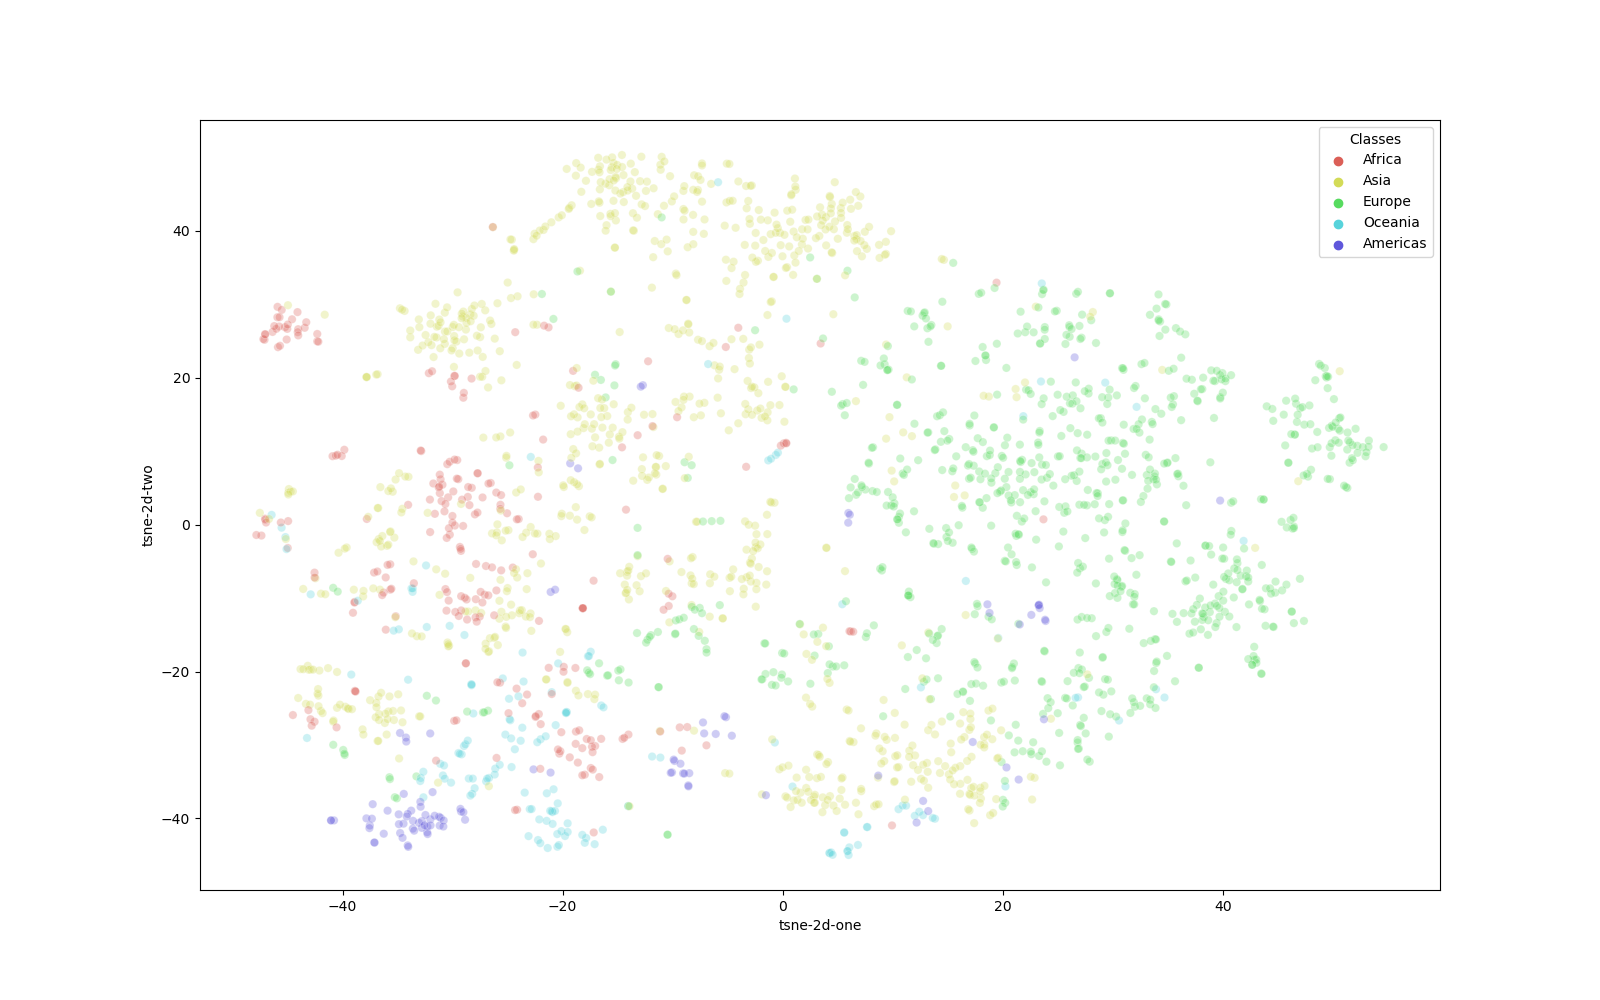 Classes
Africa
Asia
Europe
Oceania
Americas
40
20
0
−20
−40
tsne-2d-two
−40
−20
0
20
40
tsne-2d-one